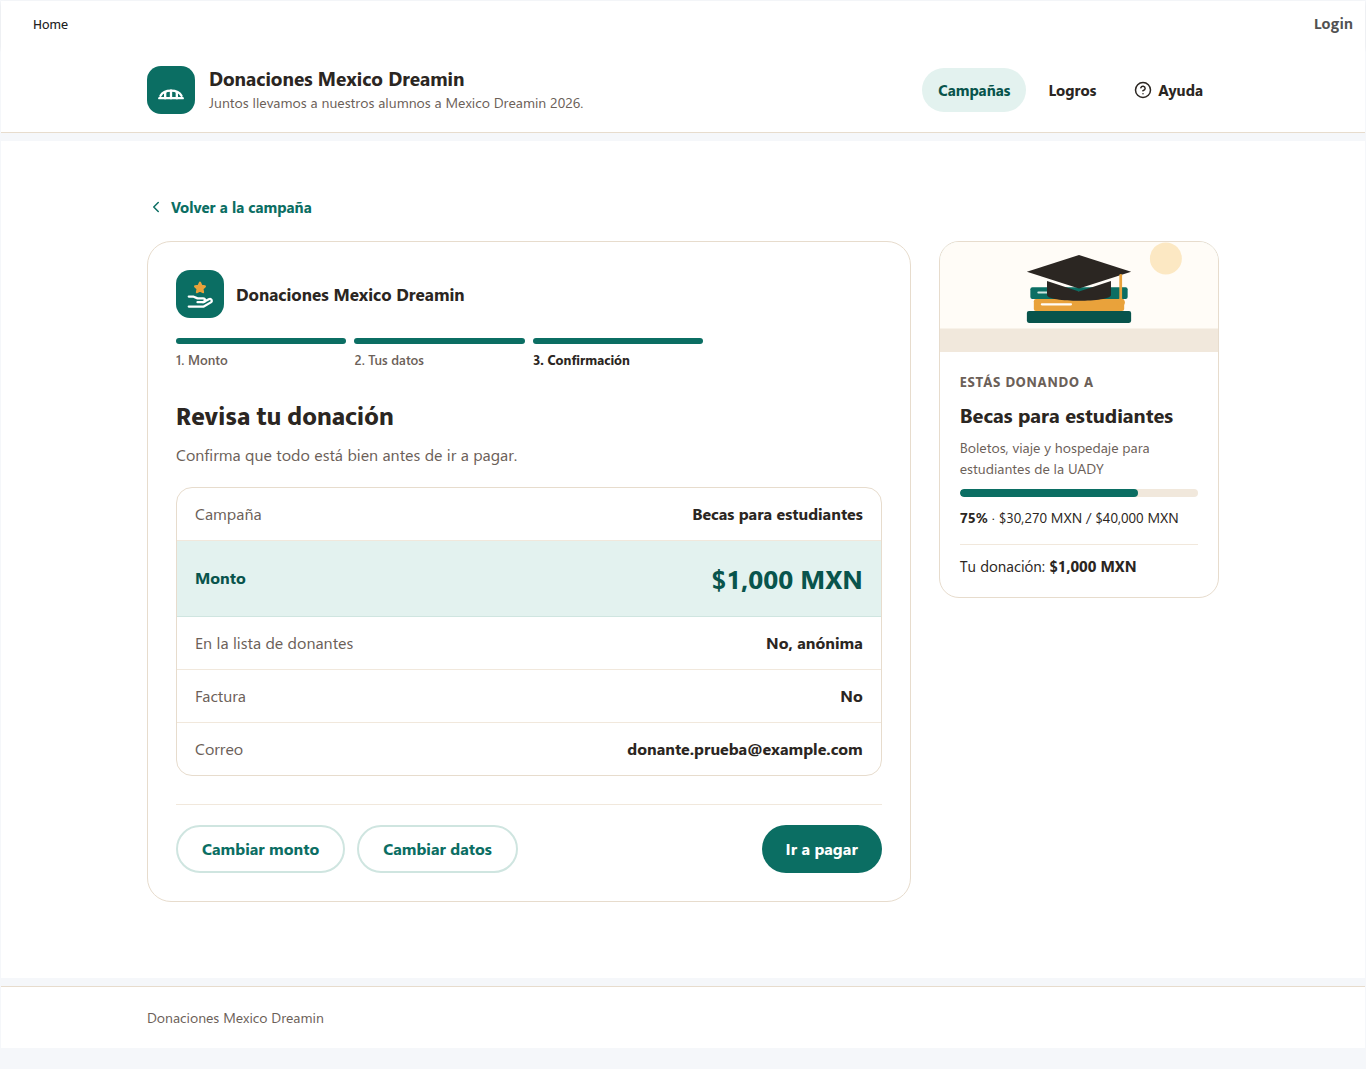 Home
Login
Donaciones Mexico Dreamin
Juntos llevamos a nuestros alumnos a Mexico Dreamin 2026.
Campañas
Logros
Ayuda
Volver a la campaña
Donaciones Mexico Dreamin
1. Monto
2. Tus datos
3. Confirmación
Revisa tu donación
Confirma que todo está bien antes de ir a pagar.
Campaña
Becas para estudiantes
Monto
$1,000 MXN
En la lista de donantes
No, anónima
Factura
No
Correo
donante.prueba@example.com
Cambiar monto
Cambiar datos
Ir a pagar
ESTÁS DONANDO A
Becas para estudiantes
Boletos, viaje y hospedaje para
estudiantes de la UADY
75% · $30,270 MXN / $40,000 MXN
Tu donación: $1,000 MXN
Donaciones Mexico Dreamin